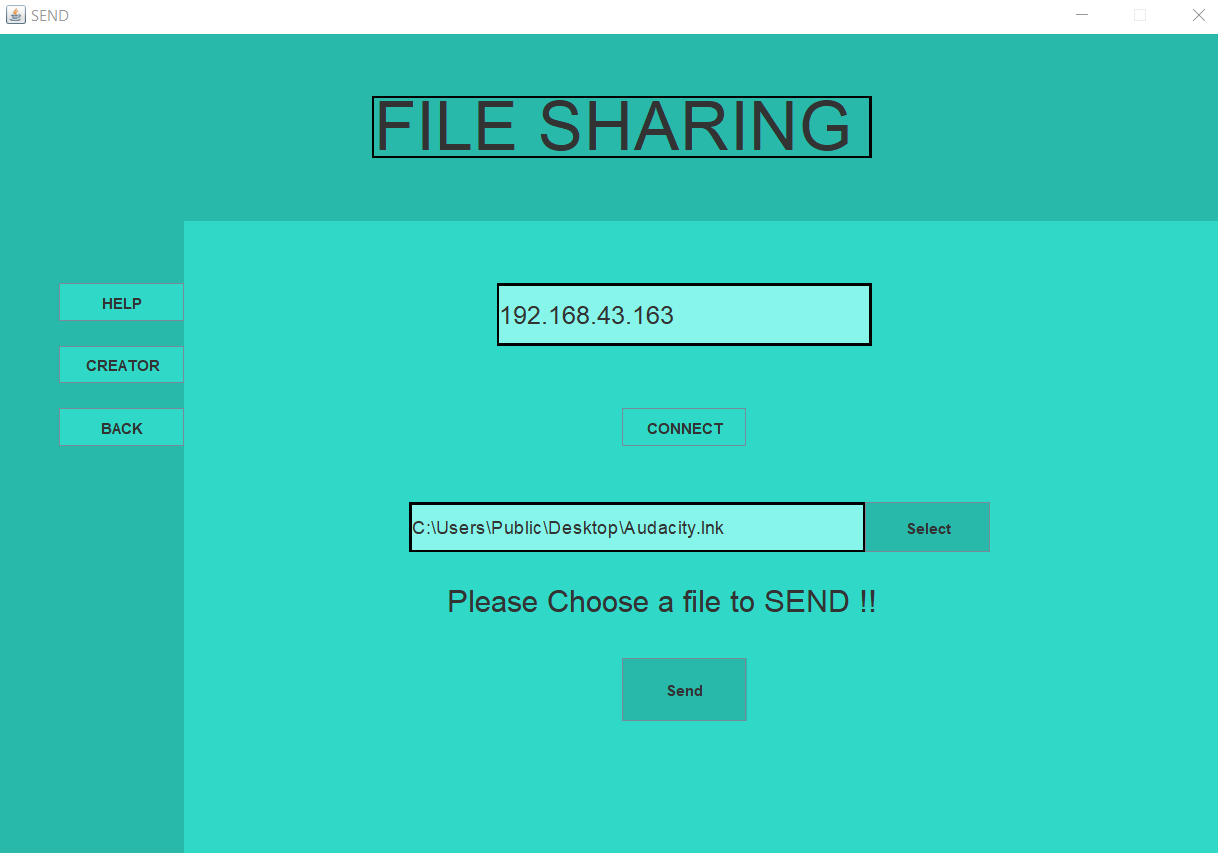 SEND
FILE SHARING
HELP
CREATOR
BACK
192.168.43.163
CONNECT
C:\Users\Public\Desktop\Audacity.lnk
Select
Please Choose a file to SEND !!
Send